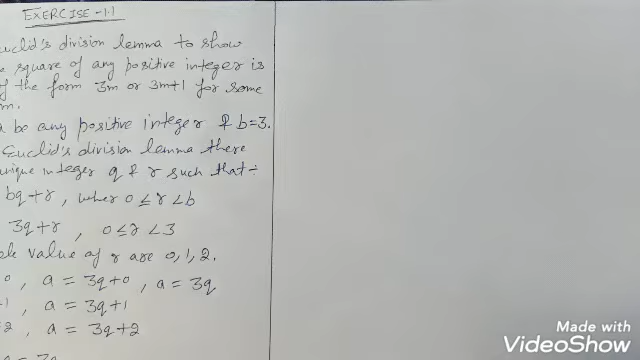 EXERCISE-1.1
Euclid's division lemma to show
square of any positive integer is
of the form 3m or 3m+1 for some
m.
be any positive integer & b=3.
Euclid's division lemma there
unique integer q & r such that :-
bq+r, wher 0 ≤ r < b
3q+r, 0 ≤ r < 3
value of r are 0, 1, 2.
0, a = 3q+0, a = 3q
1, a = 3q+1
2, a = 3q+2
Made with
VideoShow